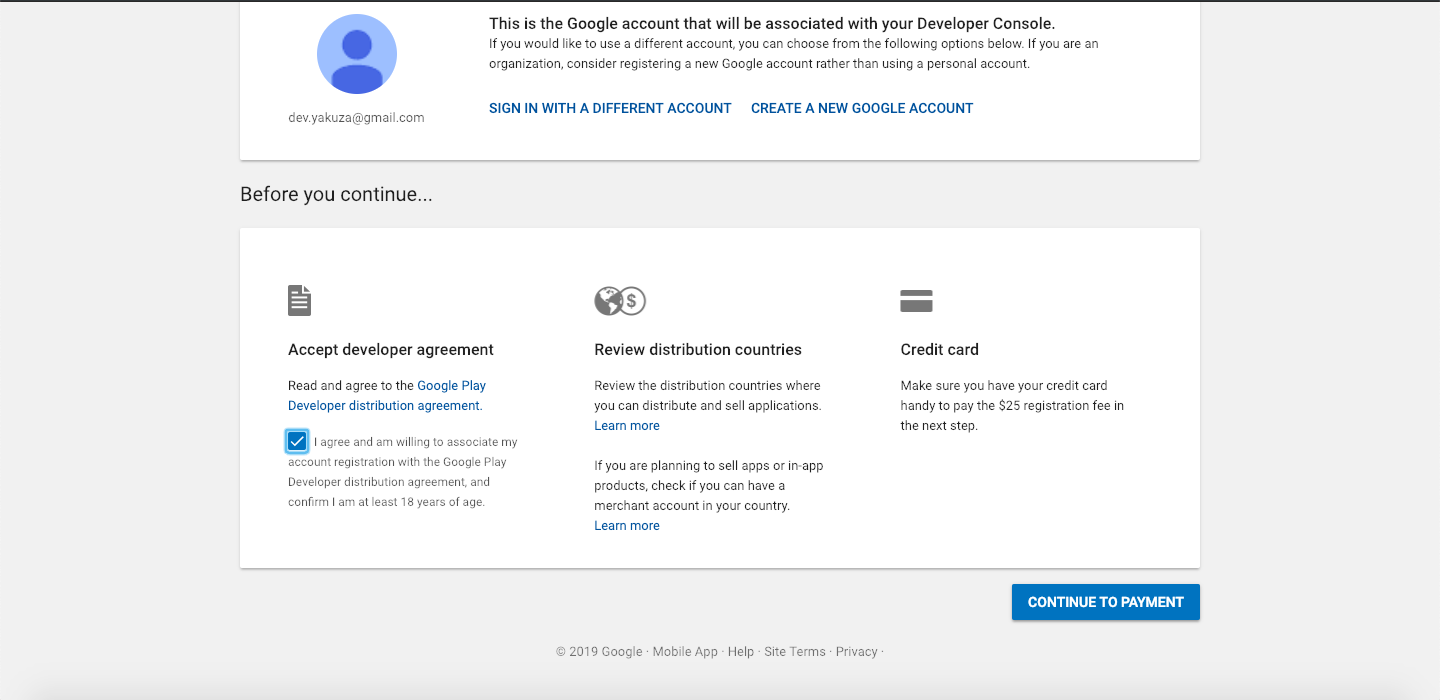 This is the Google account that will be associated with your Developer Console.
If you would like to use a different account, you can choose from the following options below. If you are an
organization, consider registering a new Google account rather than using a personal account.
SIGN IN WITH A DIFFERENT ACCOUNT CREATE A NEW GOOGLE ACCOUNT
dev.yakuza@gmail.com
Before you continue...
$
Accept developer agreement
Read and agree to the Google Play
Developer distribution agreement.
I agree and am willing to associate my
account registration with the Google Play
Developer distribution agreement, and
confirm I am at least 18 years of age.
Review distribution countries
Review the distribution countries where
you can distribute and sell applications.
Learn more
If you are planning to sell apps or in-app
products, check if you can have a
merchant account in your country.
Learn more
Credit card
Make sure you have your credit card
handy to pay the $25 registration fee in
the next step.
CONTINUE TO PAYMENT
© 2019 Google · Mobile App · Help · Site Terms · Privacy ·